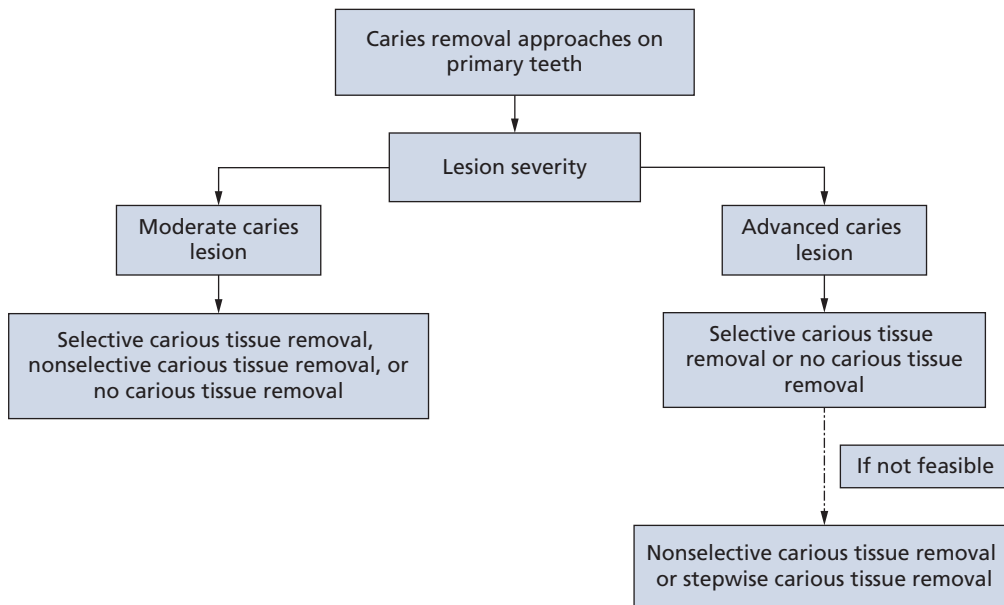 Caries removal approaches on
primary teeth
Lesion severity
Moderate caries
lesion
Advanced caries
lesion
Selective carious tissue removal,
nonselective carious tissue removal, or
no carious tissue removal
Selective carious tissue
removal or no carious tissue
removal
If not feasible
Nonselective carious tissue removal
or stepwise carious tissue removal